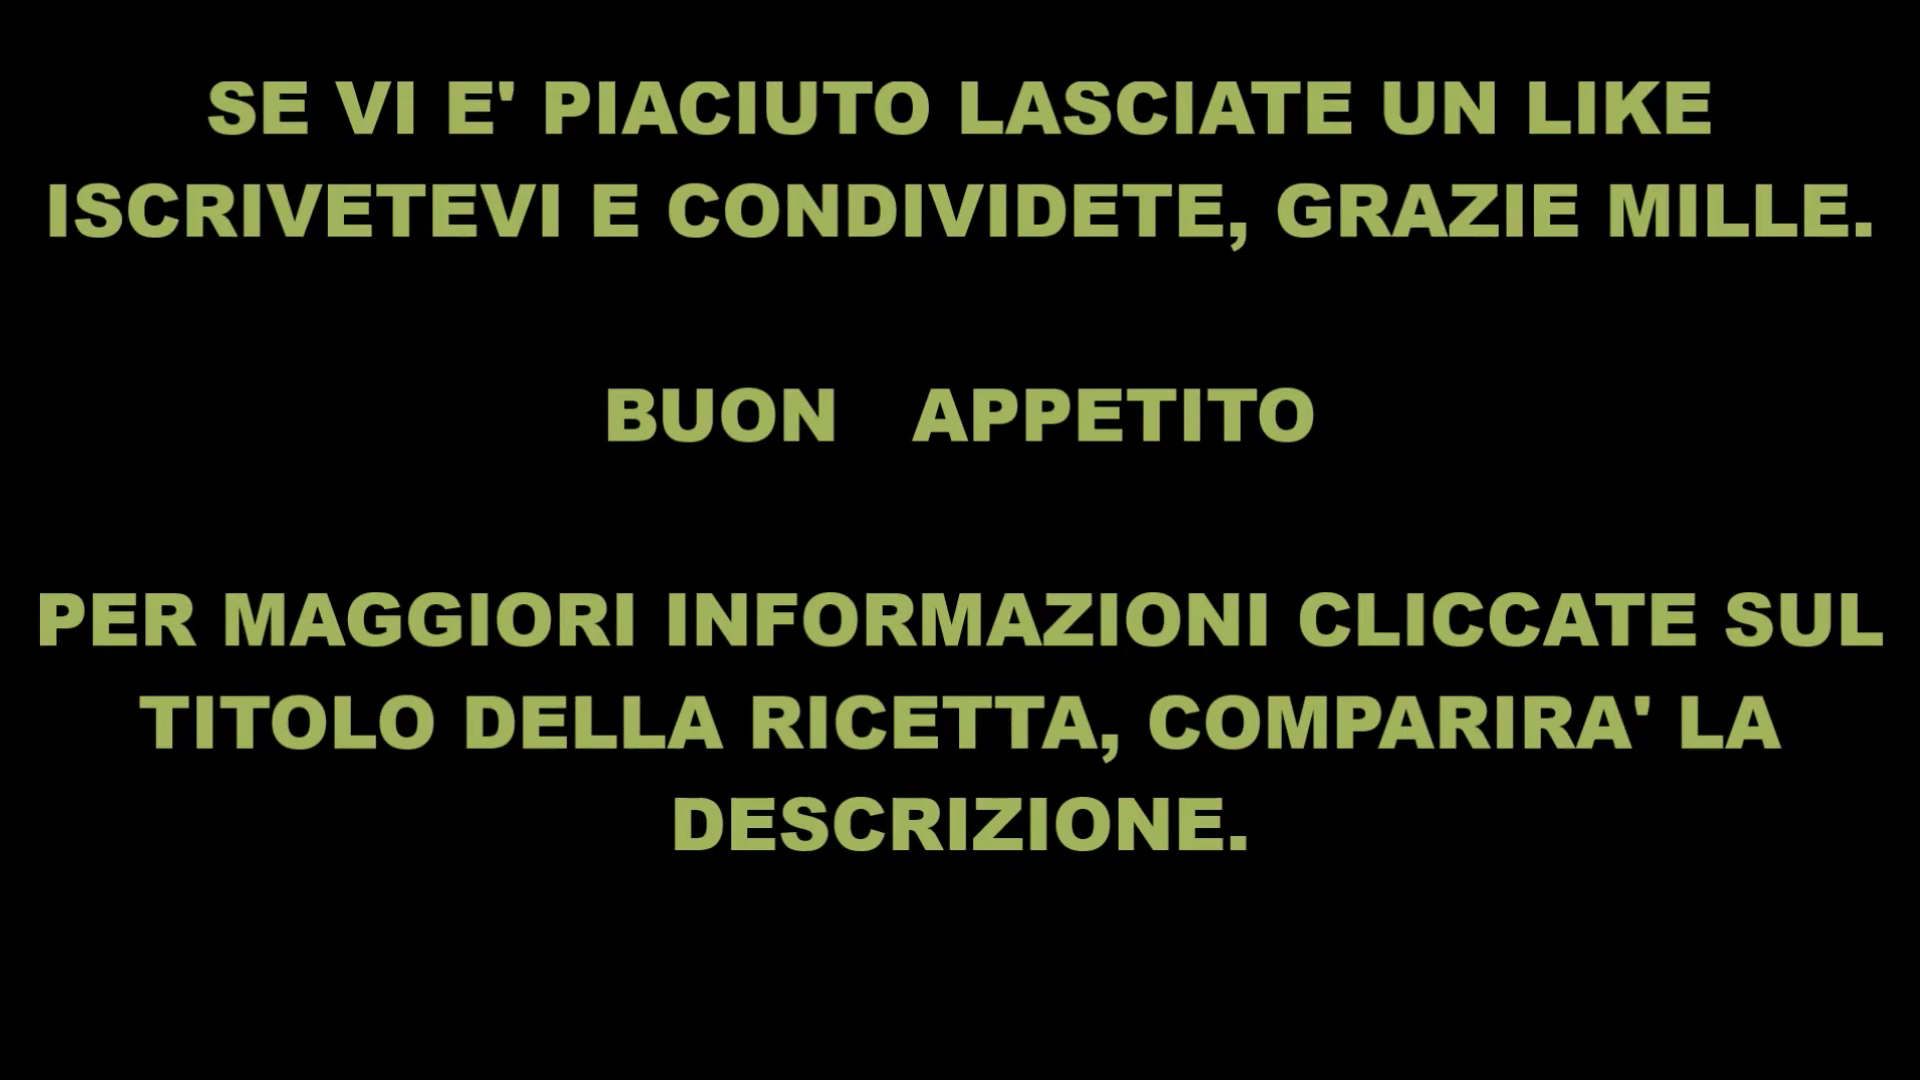 SE VI E' PIACIUTO LASCIATE UN LIKE
ISCRIVETEVI E CONDIVIDETE, GRAZIE MILLE.
BUON APPETITO
PER MAGGIORI INFORMAZIONI CLICCATE SUL
TITOLO DELLA RICETTA, COMPARIRA' LA
DESCRIZIONE.